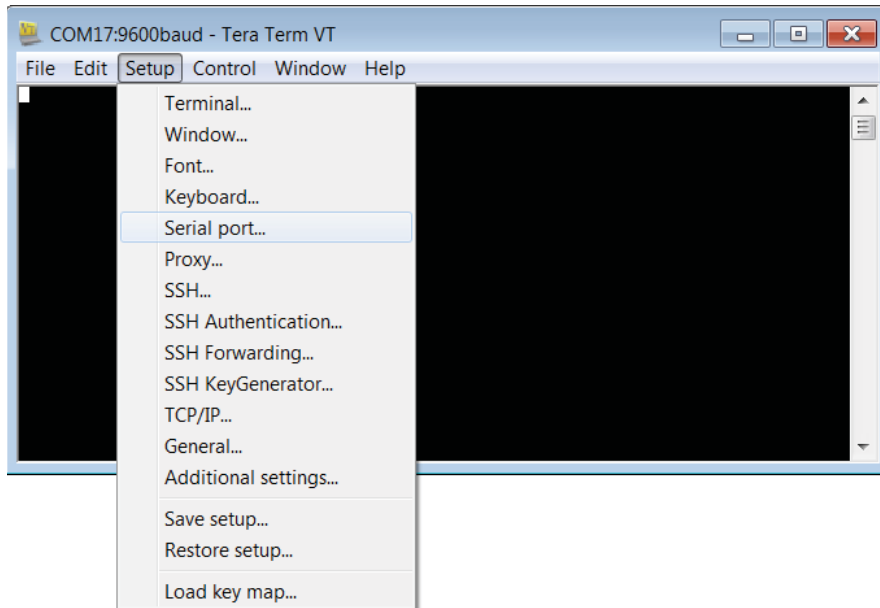 COM17:9600baud - Tera Term VT
File Edit Setup Control Window Help
Terminal...
Window...
Font...
Keyboard...
Serial port...
Proxy...
SSH...
SSH Authentication...
SSH Forwarding...
SSH KeyGenerator...
TCP/IP...
General...
Additional settings...
Save setup...
Restore setup...
Load key map...